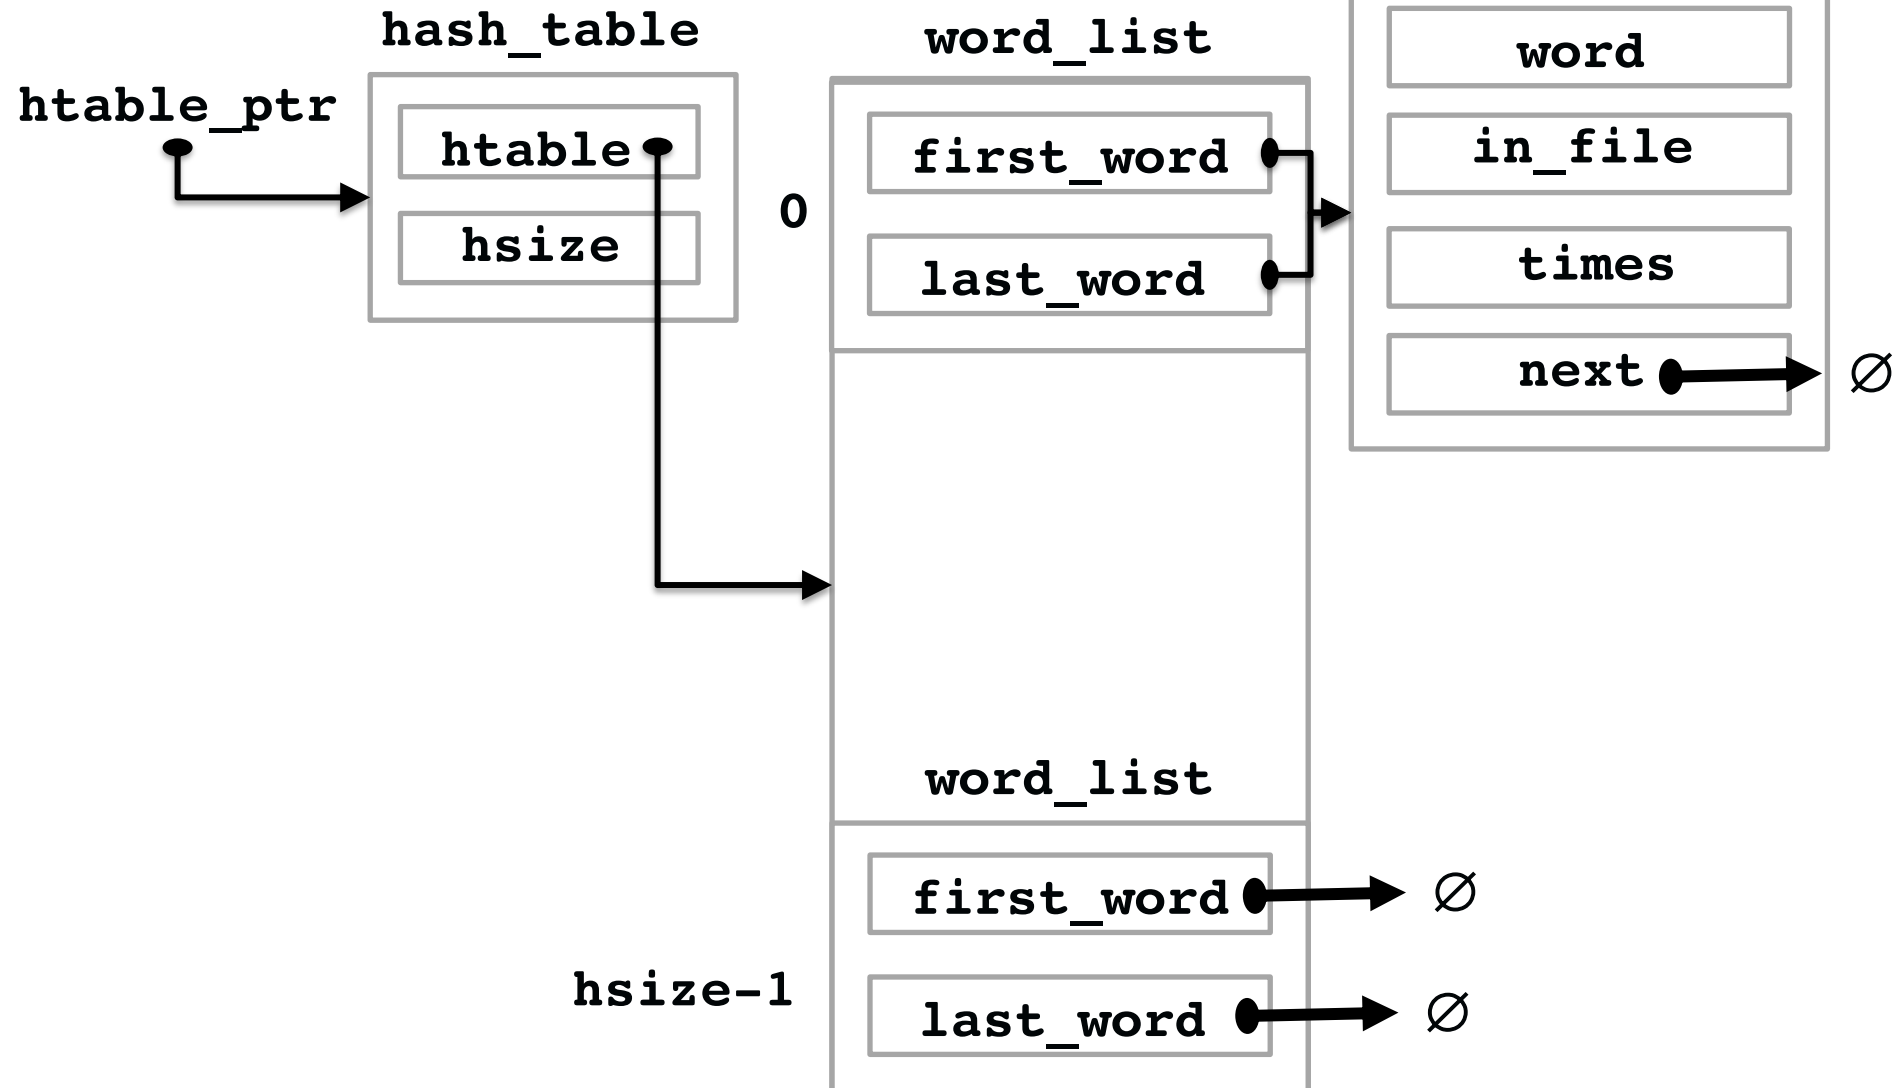 hash_table
htable_ptr
htable
hsize
word_list
0
first_word
last_word
word
in_file
times
next
∅
word_list
hsize-1
first_word
∅
last_word
∅